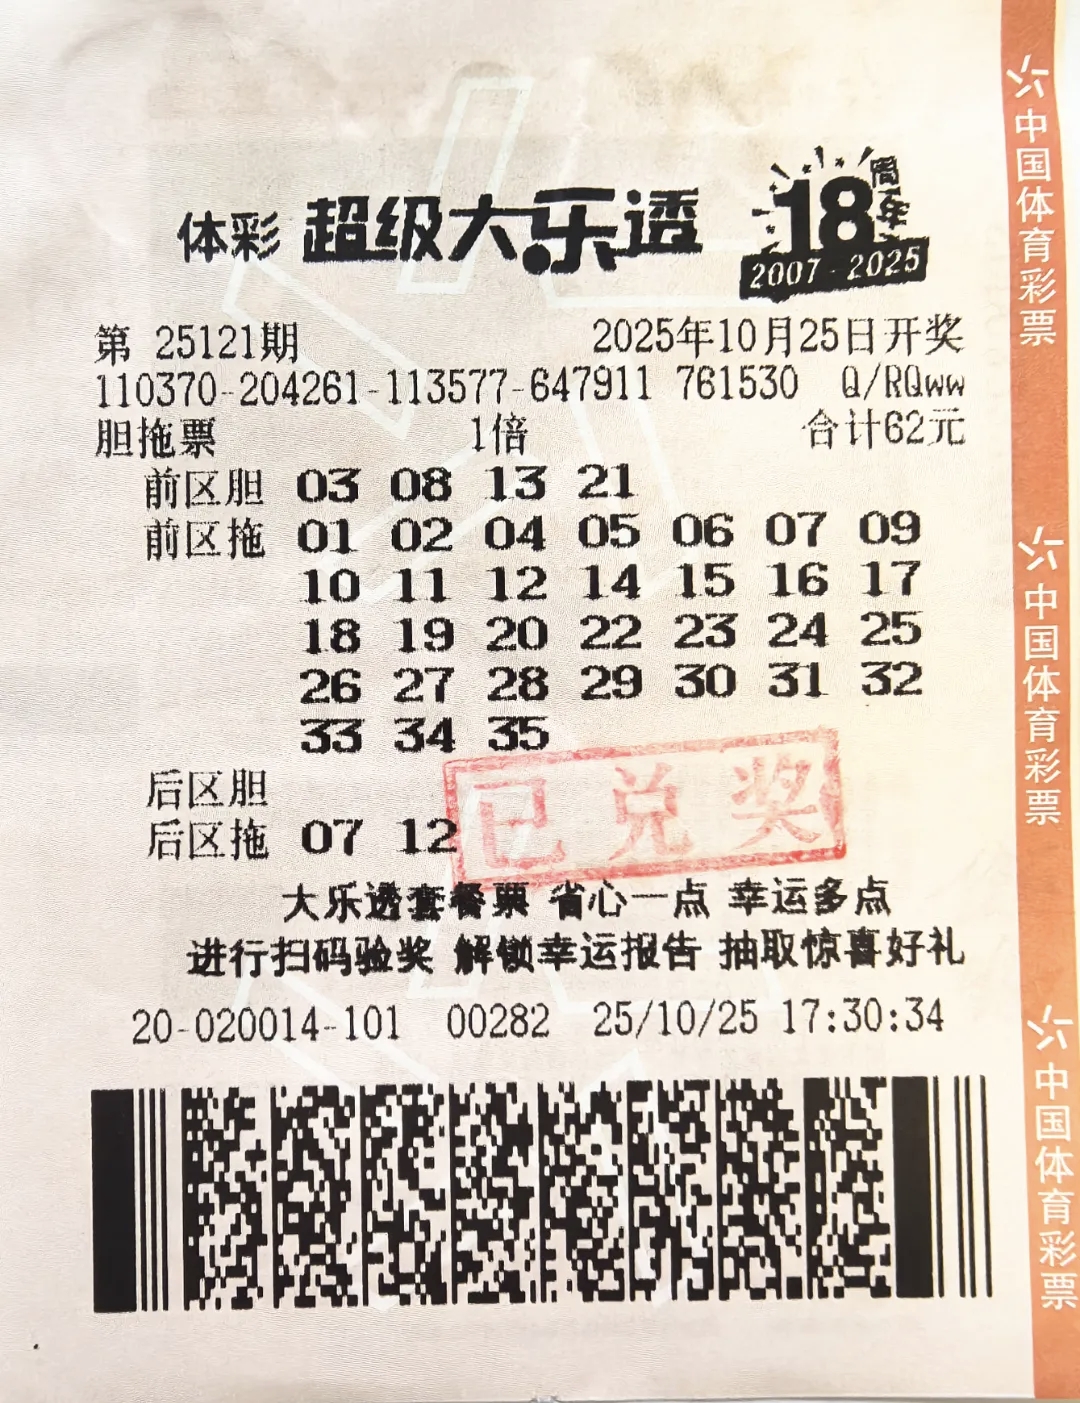 体彩 超级大乐透 18周年
2007-2025
第 25121期 2025年10月25日开奖
110370-204261-113577-647911 761530 Q/RQww
胆拖票 1倍 合计62元
前区胆 03 08 13 21
前区拖 01 02 04 05 06 07 09
10 11 12 14 15 16 17
18 19 20 22 23 24 25
26 27 28 29 30 31 32
33 34 35
后区胆
后区拖 07 12
已兑奖
大乐透套餐票 省心一点 幸运多点
进行扫码验奖 解锁幸运报告 抽取惊喜好礼
20-020014-101 00282 25/10/25 17:30:34
中国体育彩票
中国体育彩票
中国体育彩票